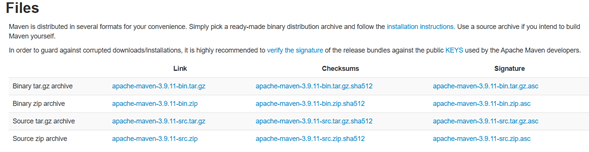 Files
Maven is distributed in several formats for your convenience. Simply pick a ready-made binary distribution archive and follow the installation instructions. Use a source archive if you intend to build
Maven yourself.
In order to guard against corrupted downloads/installations, it is highly recommended to verify the signature of the release bundles against the public KEYS used by the Apache Maven developers.
Link Checksums Signature
Binary tar.gz archive apache-maven-3.9.11-bin.tar.gz apache-maven-3.9.11-bin.tar.gz.sha512 apache-maven-3.9.11-bin.tar.gz.asc
Binary zip archive apache-maven-3.9.11-bin.zip apache-maven-3.9.11-bin.zip.sha512 apache-maven-3.9.11-bin.zip.asc
Source tar.gz archive apache-maven-3.9.11-src.tar.gz apache-maven-3.9.11-src.tar.gz.sha512 apache-maven-3.9.11-src.tar.gz.asc
Source zip archive apache-maven-3.9.11-src.zip apache-maven-3.9.11-src.zip.sha512 apache-maven-3.9.11-src.zip.asc